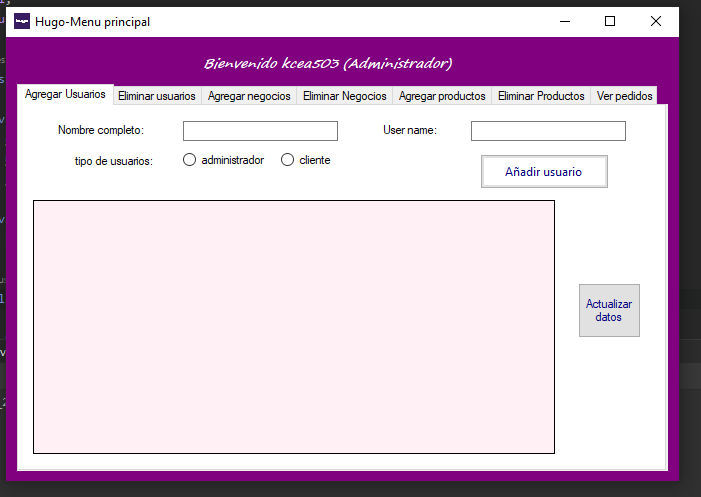 Hugo-Menu principal
Bienvenido kcea503 (Administrador)
Agregar Usuarios Eliminar usuarios Agregar negocios Eliminar Negocios Agregar productos Eliminar Productos Ver pedidos
Nombre completo: User name:
tipo de usuarios: administrador cliente
Añadir usuario
Actualizar
datos